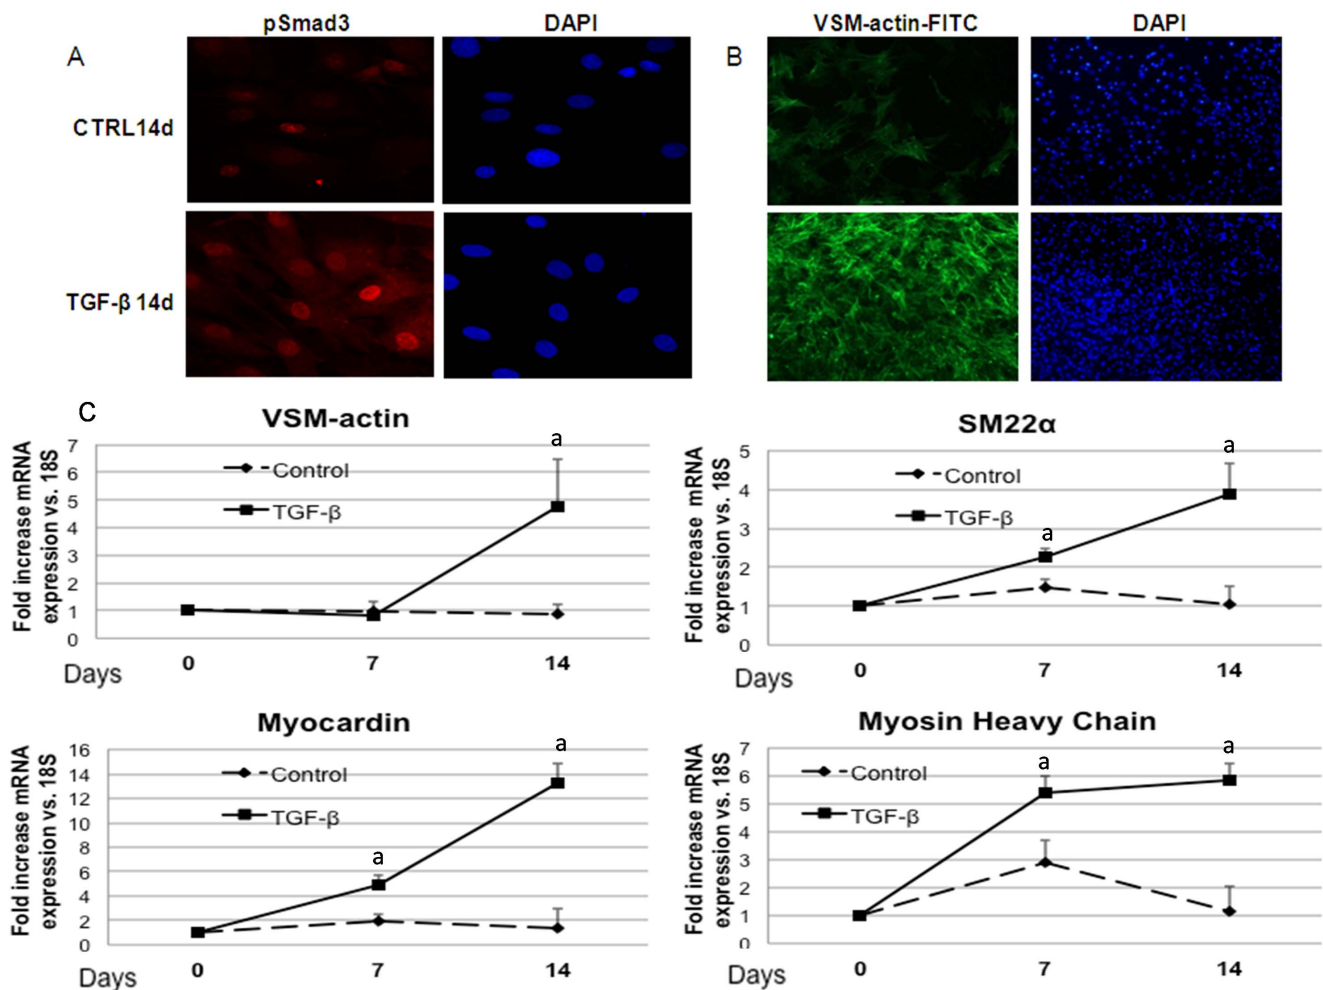 pSmad3
DAPI
VSM-actin-FITC
DAPI
A
B
CTRL14d
TGF-β 14d
C
VSM-actin
Fold increase mRNA
expression vs. 18S
7
6
5
4
3
2
1
0
Control
TGF-β
a
0
7
14
Days
SM22α
Fold increase mRNA
expression vs. 18S
5
4
3
2
1
0
Control
TGF-β
a
a
0
7
14
Days
Myocardin
Fold increase mRNA
expression vs. 18S
16
14
12
10
8
6
4
2
0
Control
TGF-β
a
a
0
7
14
Days
Myosin Heavy Chain
Fold increase mRNA
expression vs. 18S
7
6
5
4
3
2
1
0
Control
TGF-β
a
a
0
7
14
Days